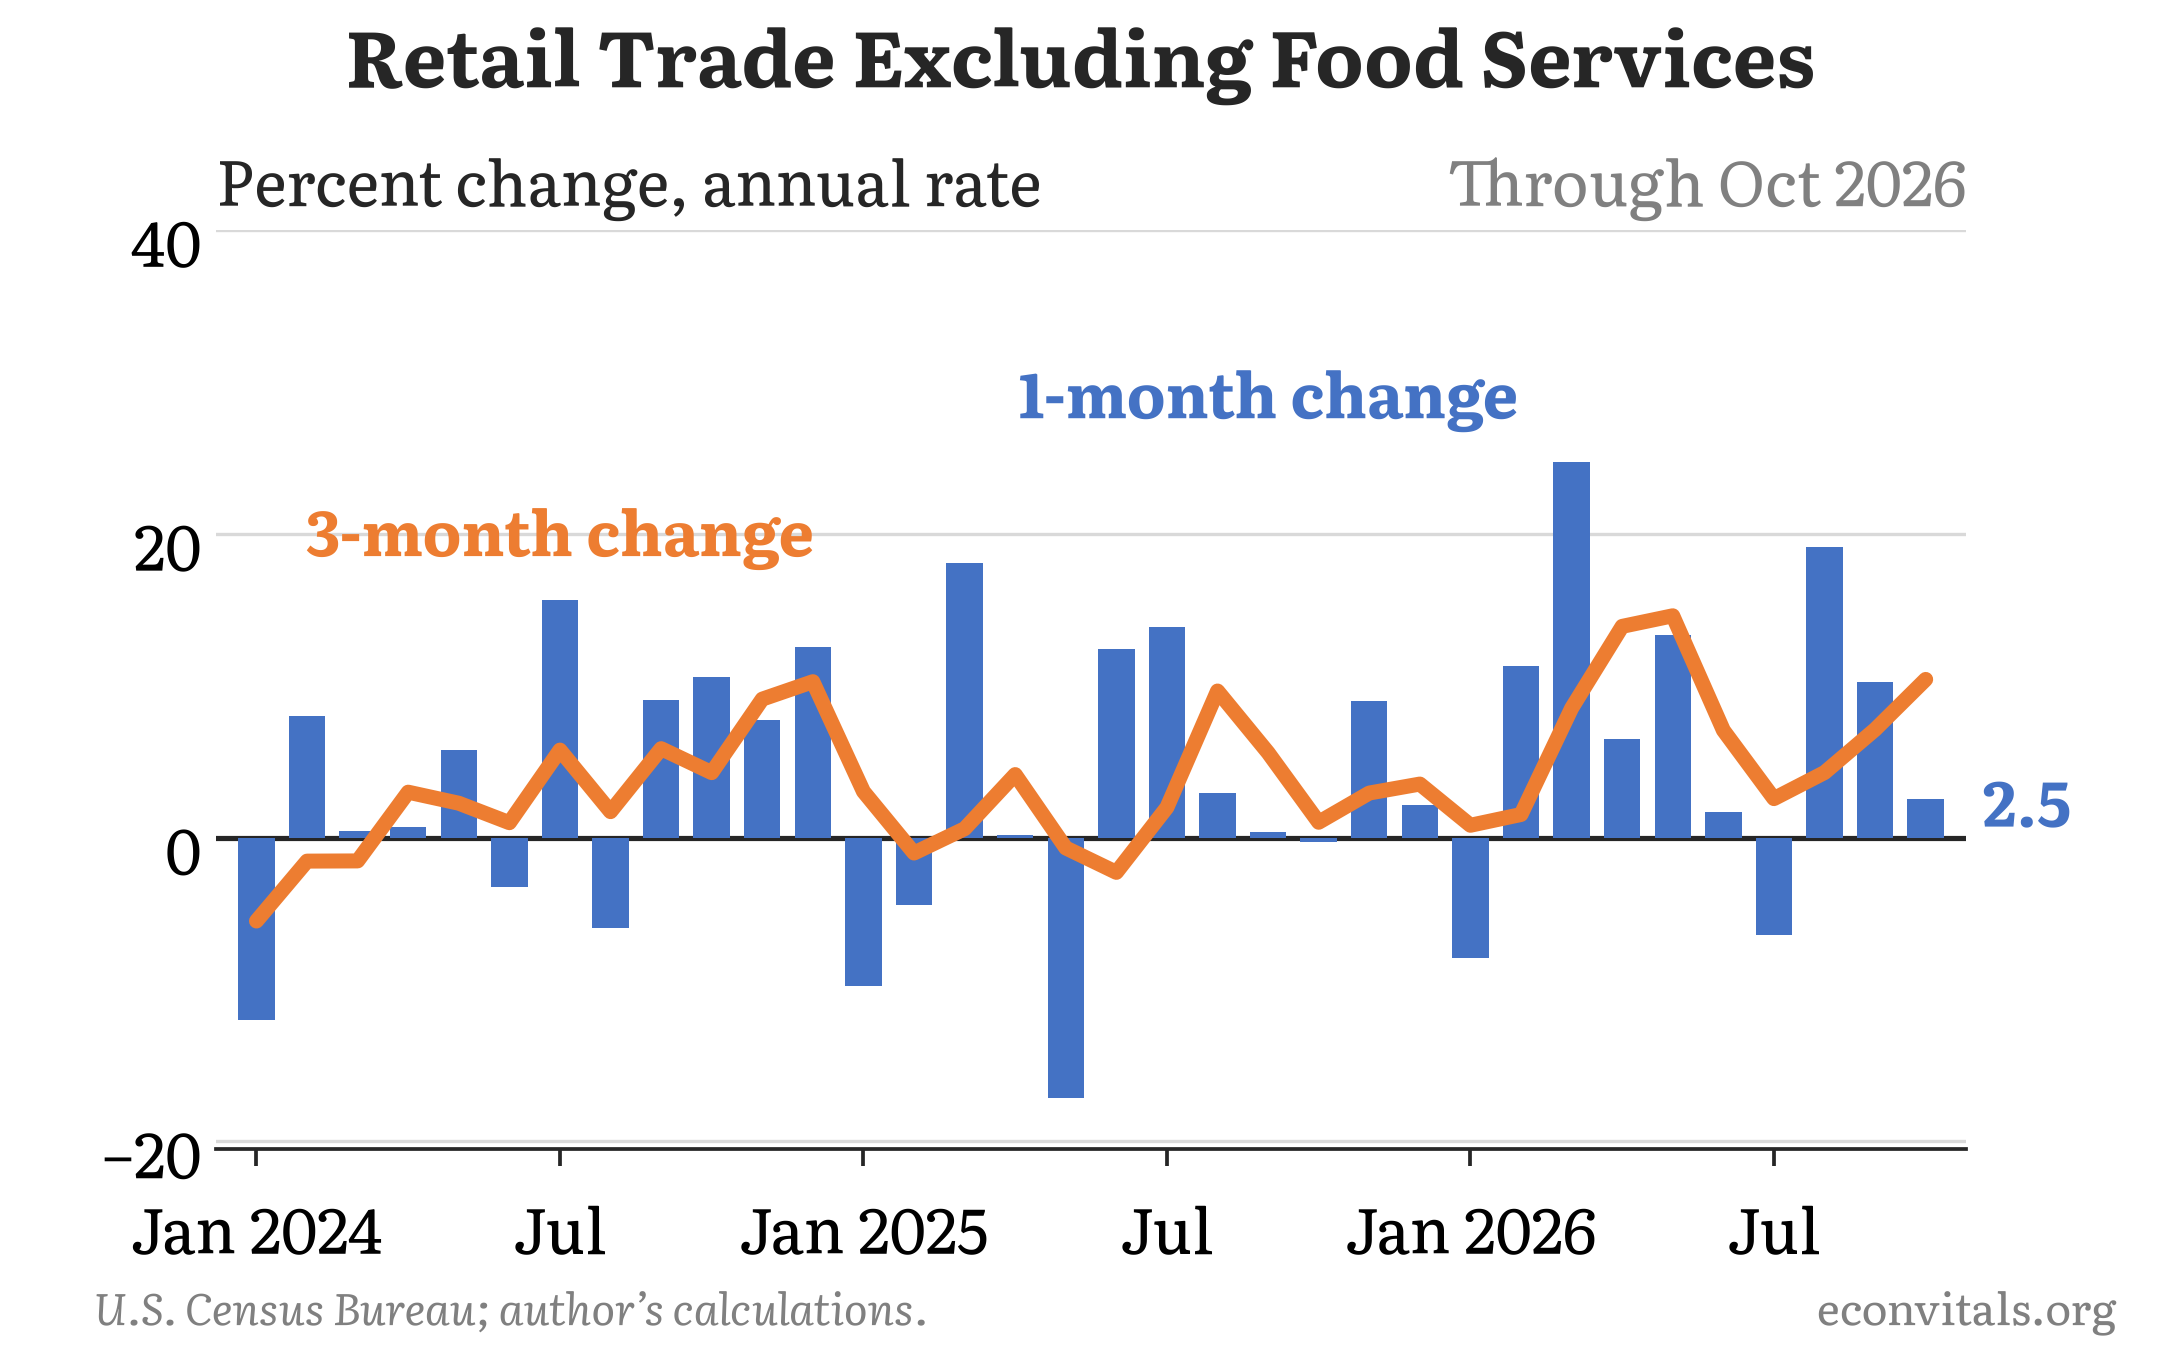 Retail Trade Excluding Food Services
Percent change, annual rate
Through Oct 2026
40
1-month change
3-month change
20
2.5
0
–20
Jan 2024 Jul Jan 2025 Jul Jan 2026 Jul
U.S. Census Bureau; author’s calculations.
econvitals.org